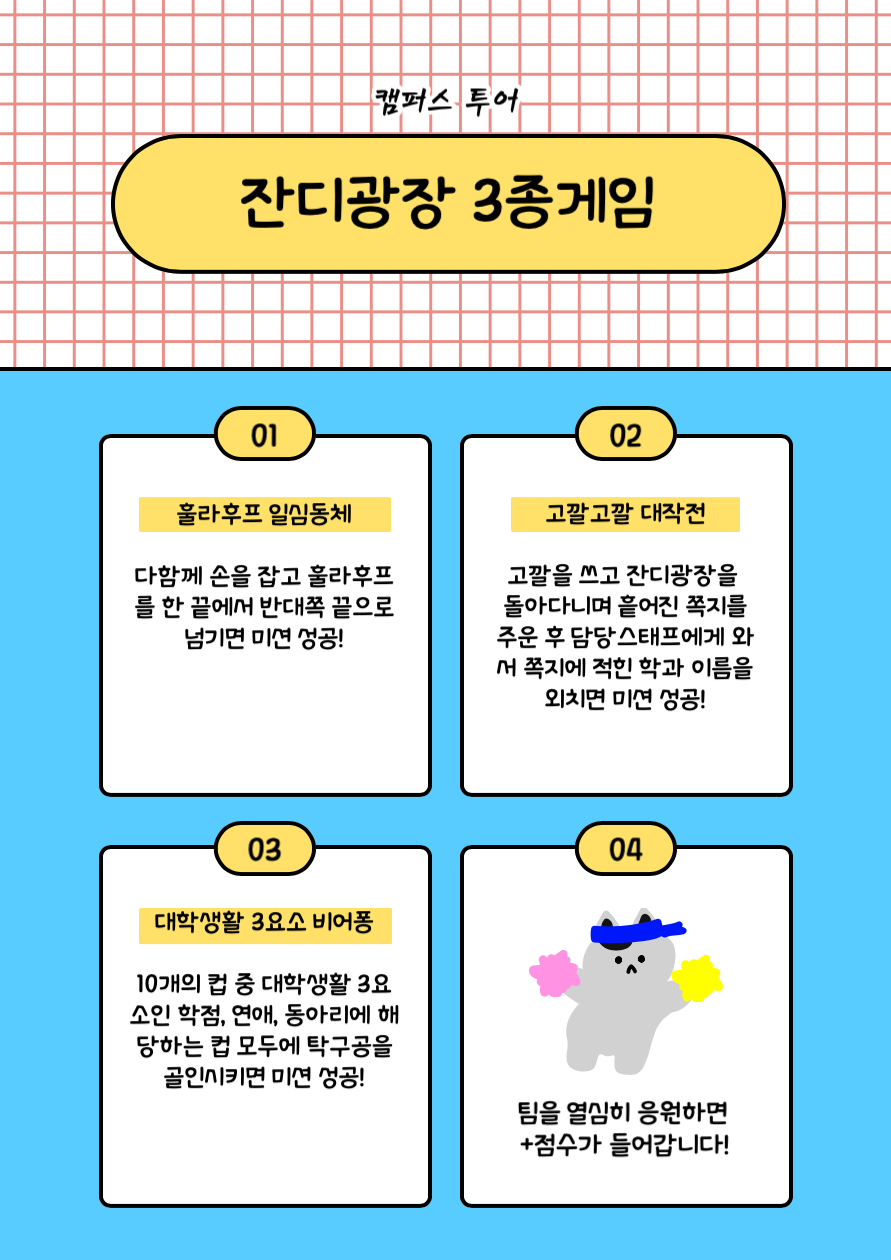 캠퍼스 투어
잔디광장 3종게임
01
훌라후프 일심동체
다함께 손을 잡고 훌라후프
를 한 끝에서 반대쪽 끝으로
넘기면 미션 성공!
02
고깔고깔 대작전
고깔을 쓰고 잔디광장을
돌아다니며 흩어진 쪽지를
주운 후 담당스태프에게 와
서 쪽지에 적힌 학과 이름을
외치면 미션 성공!
03
대학생활 3요소 비어퐁
10개의 컵 중 대학생활 3요
소인 학점, 연애, 동아리에 해
당하는 컵 모두에 탁구공을
골인시키면 미션 성공!
04
팀을 열심히 응원하면
+점수가 들어갑니다!